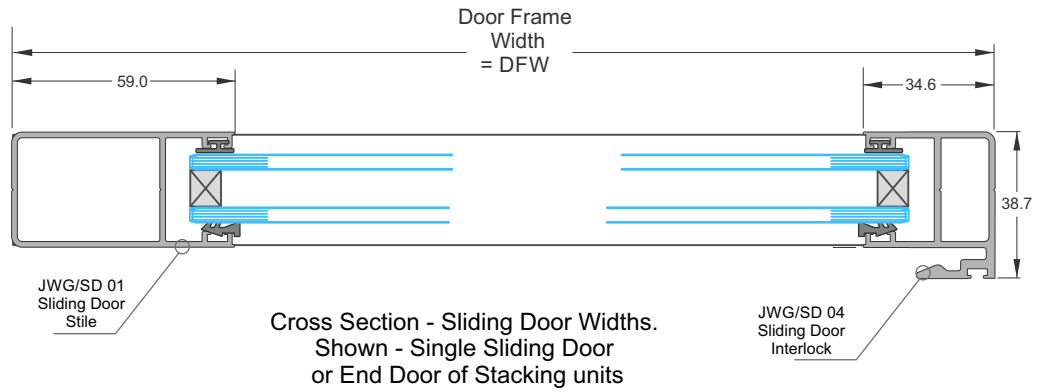 Door Frame
Width
= DFW
59.0
34.6
38.7
JWG/SD 01
Sliding Door
Stile
JWG/SD 04
Sliding Door
Interlock
Cross Section - Sliding Door Widths.
Shown - Single Sliding Door
or End Door of Stacking units